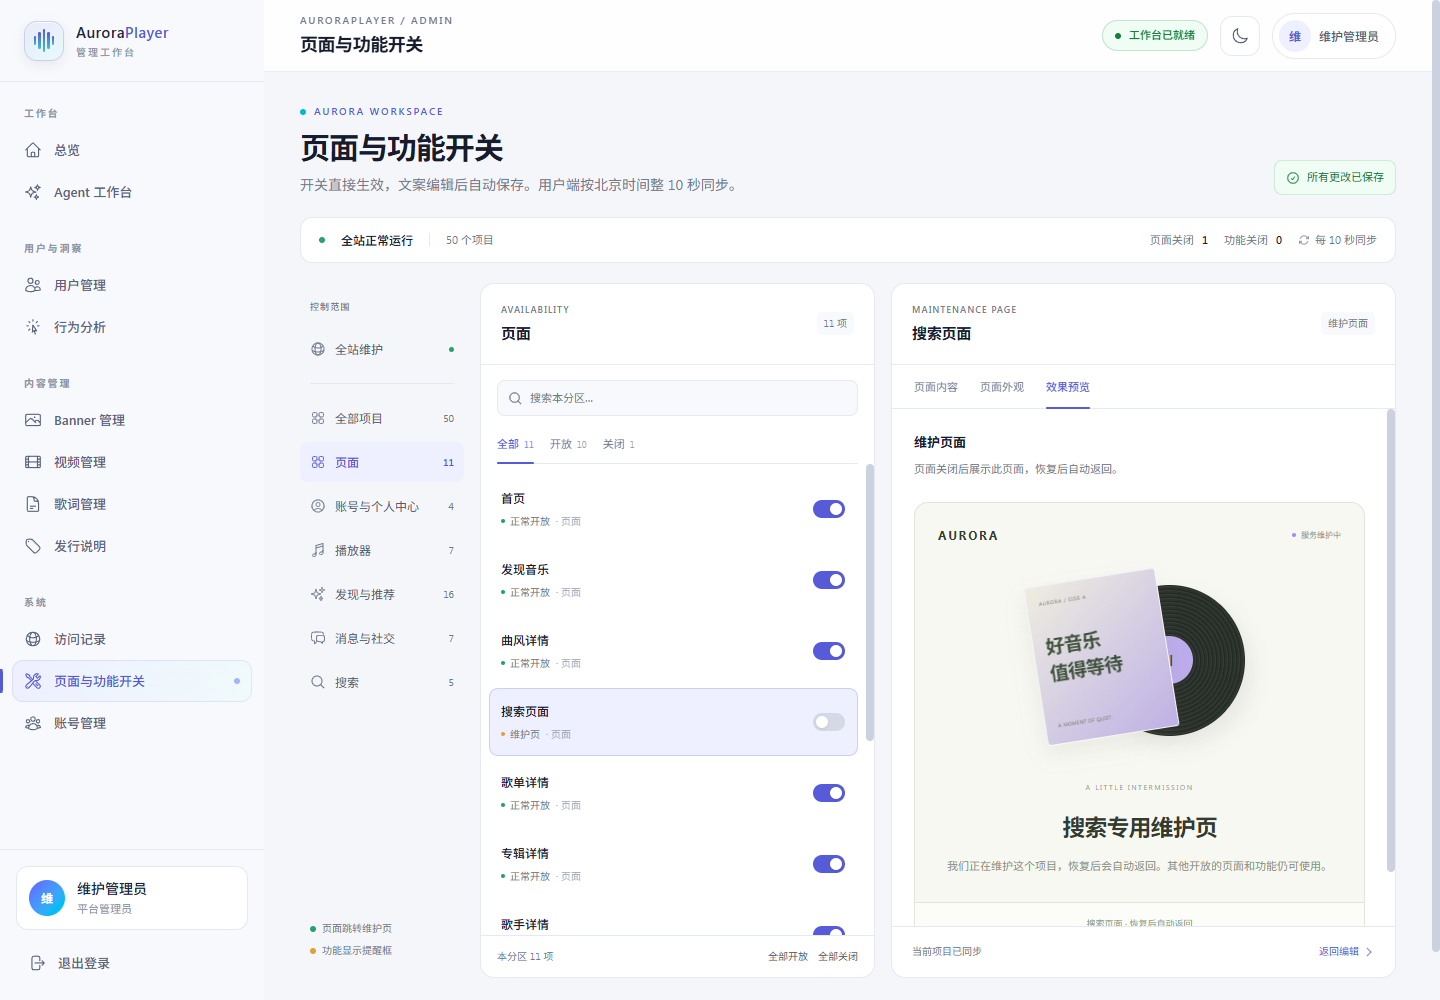 AuroraPlayer
管理工作台
工作台
总览
Agent 工作台
用户与洞察
用户管理
行为分析
内容管理
Banner 管理
视频管理
歌词管理
发行说明
系统
访问记录
页面与功能开关
账号管理
维
维护管理员
平台管理员
退出登录
AURORAPLAYER / ADMIN
页面与功能开关
工作台已就绪
维
维护管理员
AURORA WORKSPACE
页面与功能开关
开关直接生效，文案编辑后自动保存。用户端按北京时间整 10 秒同步。
所有更改已保存
全站正常运行
50 个项目
页面关闭 1
功能关闭 0
每 10 秒同步
控制范围
全站维护
全部项目 50
页面 11
账号与个人中心 4
播放器 7
发现与推荐 16
消息与社交 7
搜索 5
页面跳转维护页
功能显示提醒框
AVAILABILITY
页面
11 项
搜索本分区...
全部 11 开放 10 关闭 1
首页
正常开放 · 页面
发现音乐
正常开放 · 页面
曲风详情
正常开放 · 页面
搜索页面
维护页 · 页面
歌单详情
正常开放 · 页面
专辑详情
正常开放 · 页面
歌手详情
本分区 11 项
全部开放 全部关闭
MAINTENANCE PAGE
搜索页面
维护页面
页面内容 页面外观 效果预览
维护页面
页面关闭后展示此页面，恢复后自动返回。
AURORA
服务维护中
AURORA / SIDE A
好音乐
值得等待
A MOMENT OF QUIET
A LITTLE INTERMISSION
搜索专用维护页
我们正在维护这个项目，恢复后会自动返回。其他开放的页面和功能仍可使用。
搜索页面 · 恢复后自动返回
当前项目已同步
返回编辑